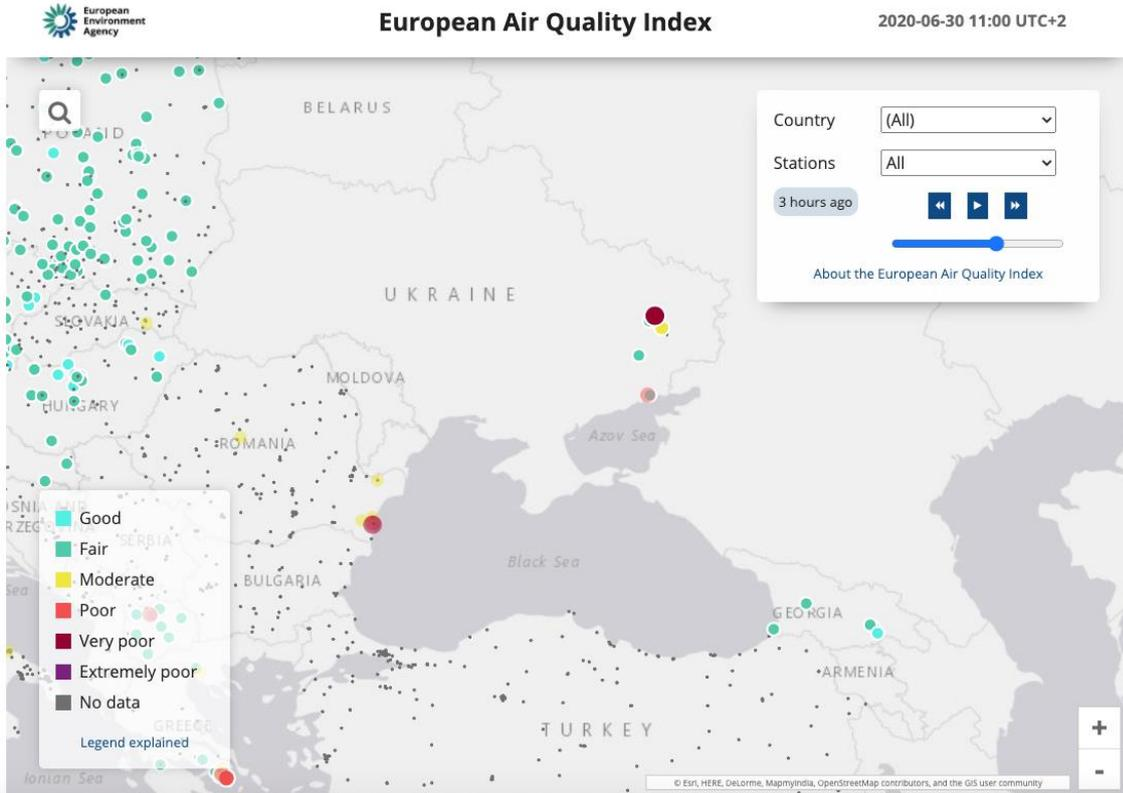 European
Environment
Agency
European Air Quality Index
2020-06-30 11:00 UTC+2
BELARUS
POLAND
Country
(All)
Stations
All
3 hours ago
About the European Air Quality Index
UKRAINE
SLOVAKIA
MOLDOVA
HUNGARY
Azov Sea
ROMANIA
SERBIA
Black Sea
BULGARIA
Good
Fair
Moderate
Poor
Very poor
Extremely poor
No data
Legend explained
GEORGIA
ARMENIA
GREECE
TURKEY
Ionian Sea
+
-
© Esri, HERE, DeLorme, MapmyIndia, OpenStreetMap contributors, and the GIS user community